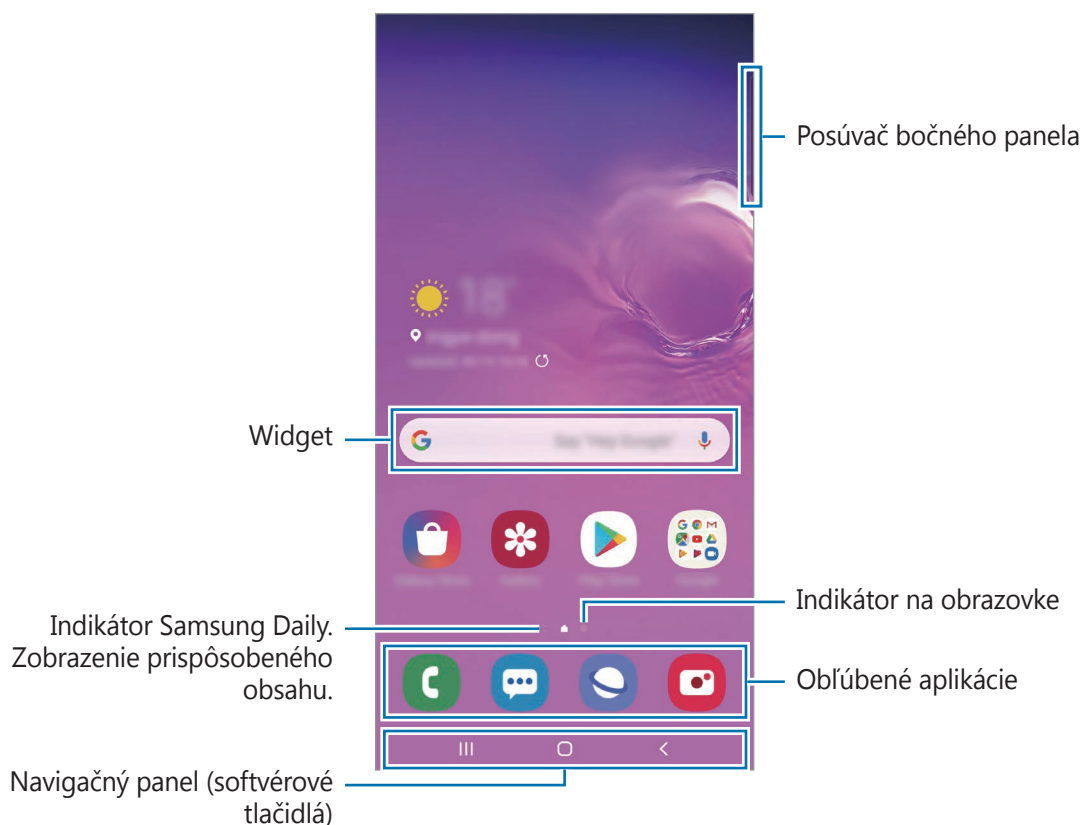 Posúvač bočného panela
Widget
Indikátor na obrazovke
Indikátor Samsung Daily.
Zobrazenie prispôsobeného
obsahu.
Obľúbené aplikácie
Navigačný panel (softvérové
tlačidlá)